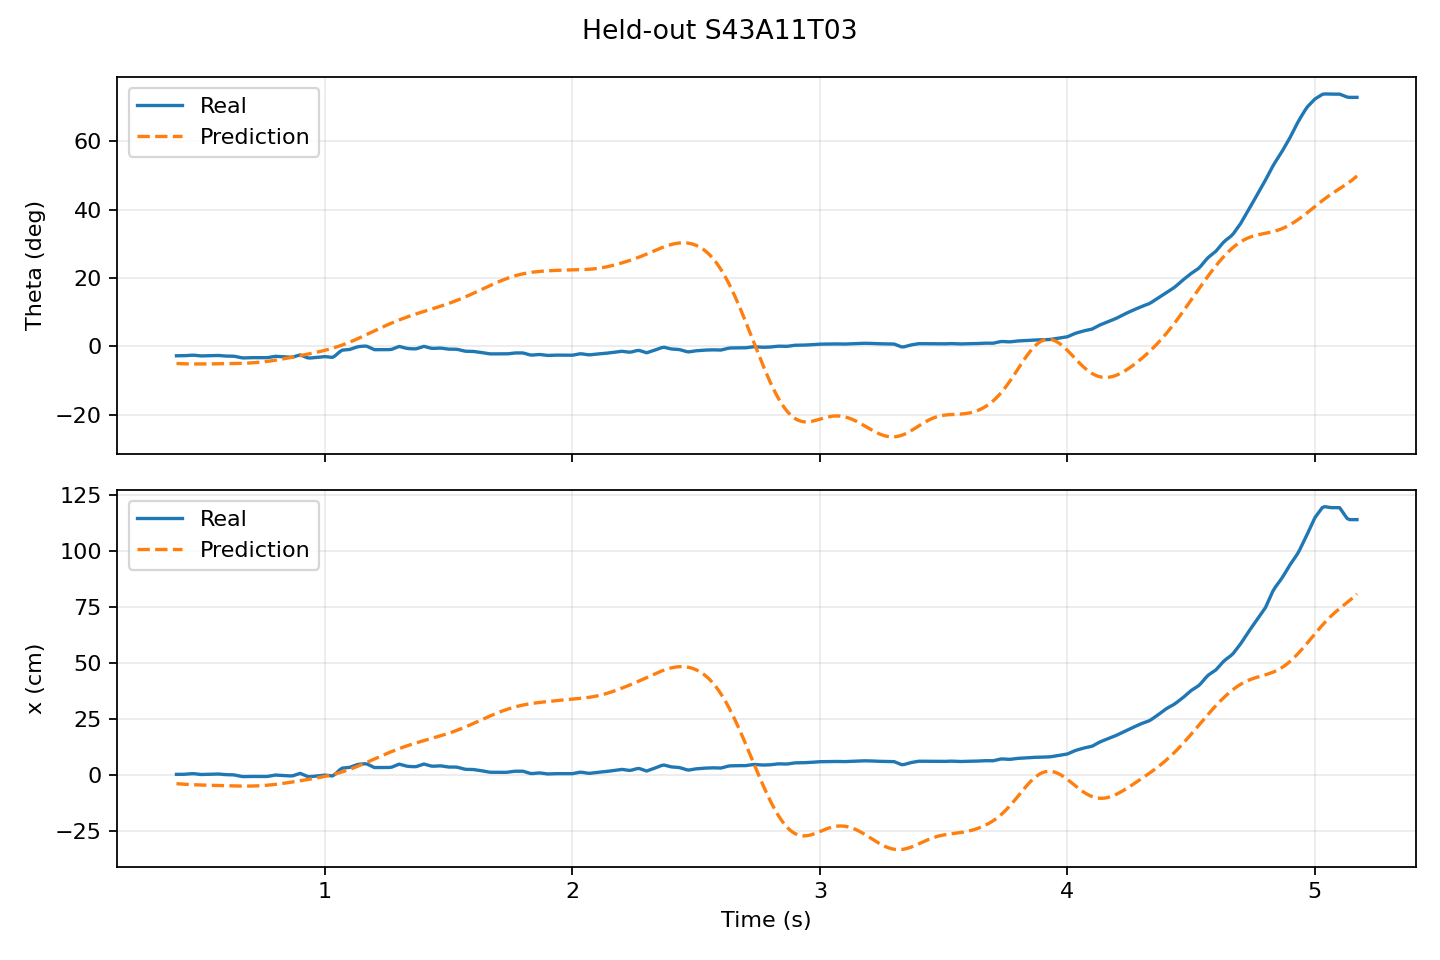 Held-out S43A11T03
Real
Prediction
60
40
20
0
−20
Theta (deg)
Real
Prediction
125
100
75
50
25
0
−25
x (cm)
1 2 3 4 5
Time (s)